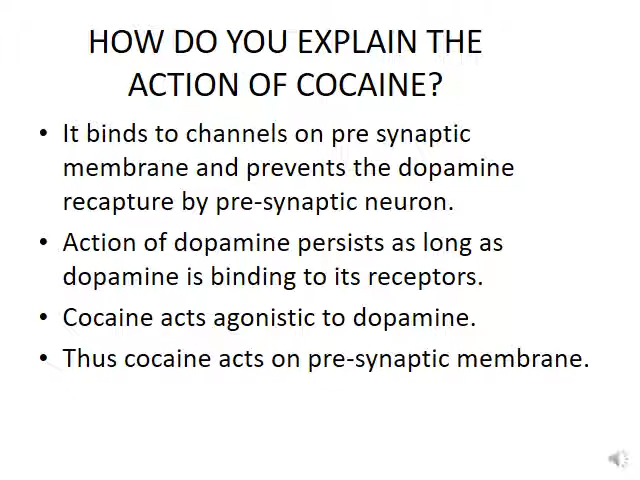 HOW DO YOU EXPLAIN THE
ACTION OF COCAINE?
• It binds to channels on pre synaptic
membrane and prevents the dopamine
recapture by pre-synaptic neuron.
• Action of dopamine persists as long as
dopamine is binding to its receptors.
• Cocaine acts agonistic to dopamine.
• Thus cocaine acts on pre-synaptic membrane.